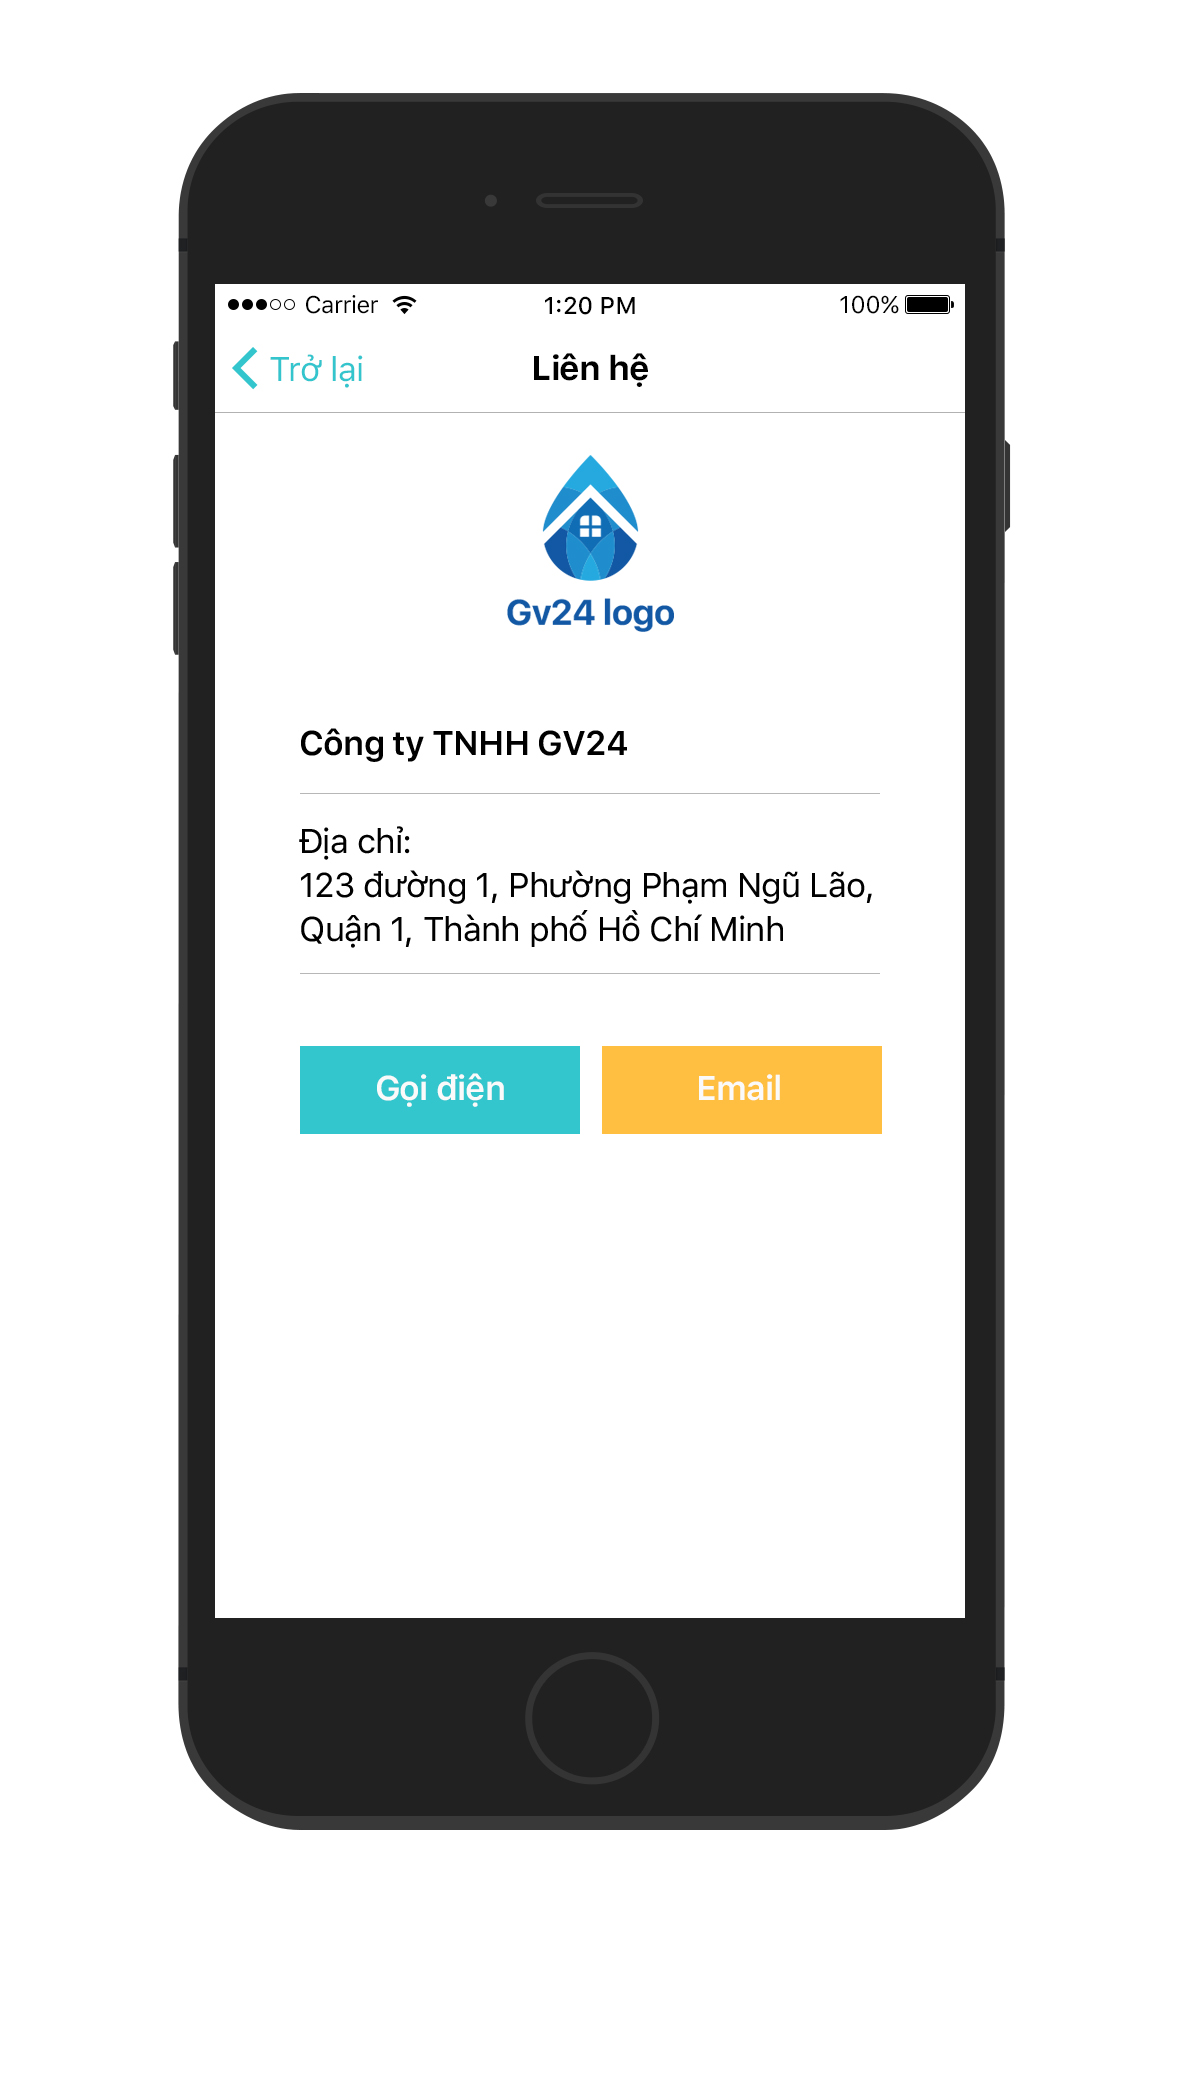 Carrier 1:20 PM 100%
Trở lại Liên hệ
Gv24 logo
Công ty TNHH GV24
Địa chỉ:
123 đường 1, Phường Phạm Ngũ Lão,
Quận 1, Thành phố Hồ Chí Minh
Gọi điện Email